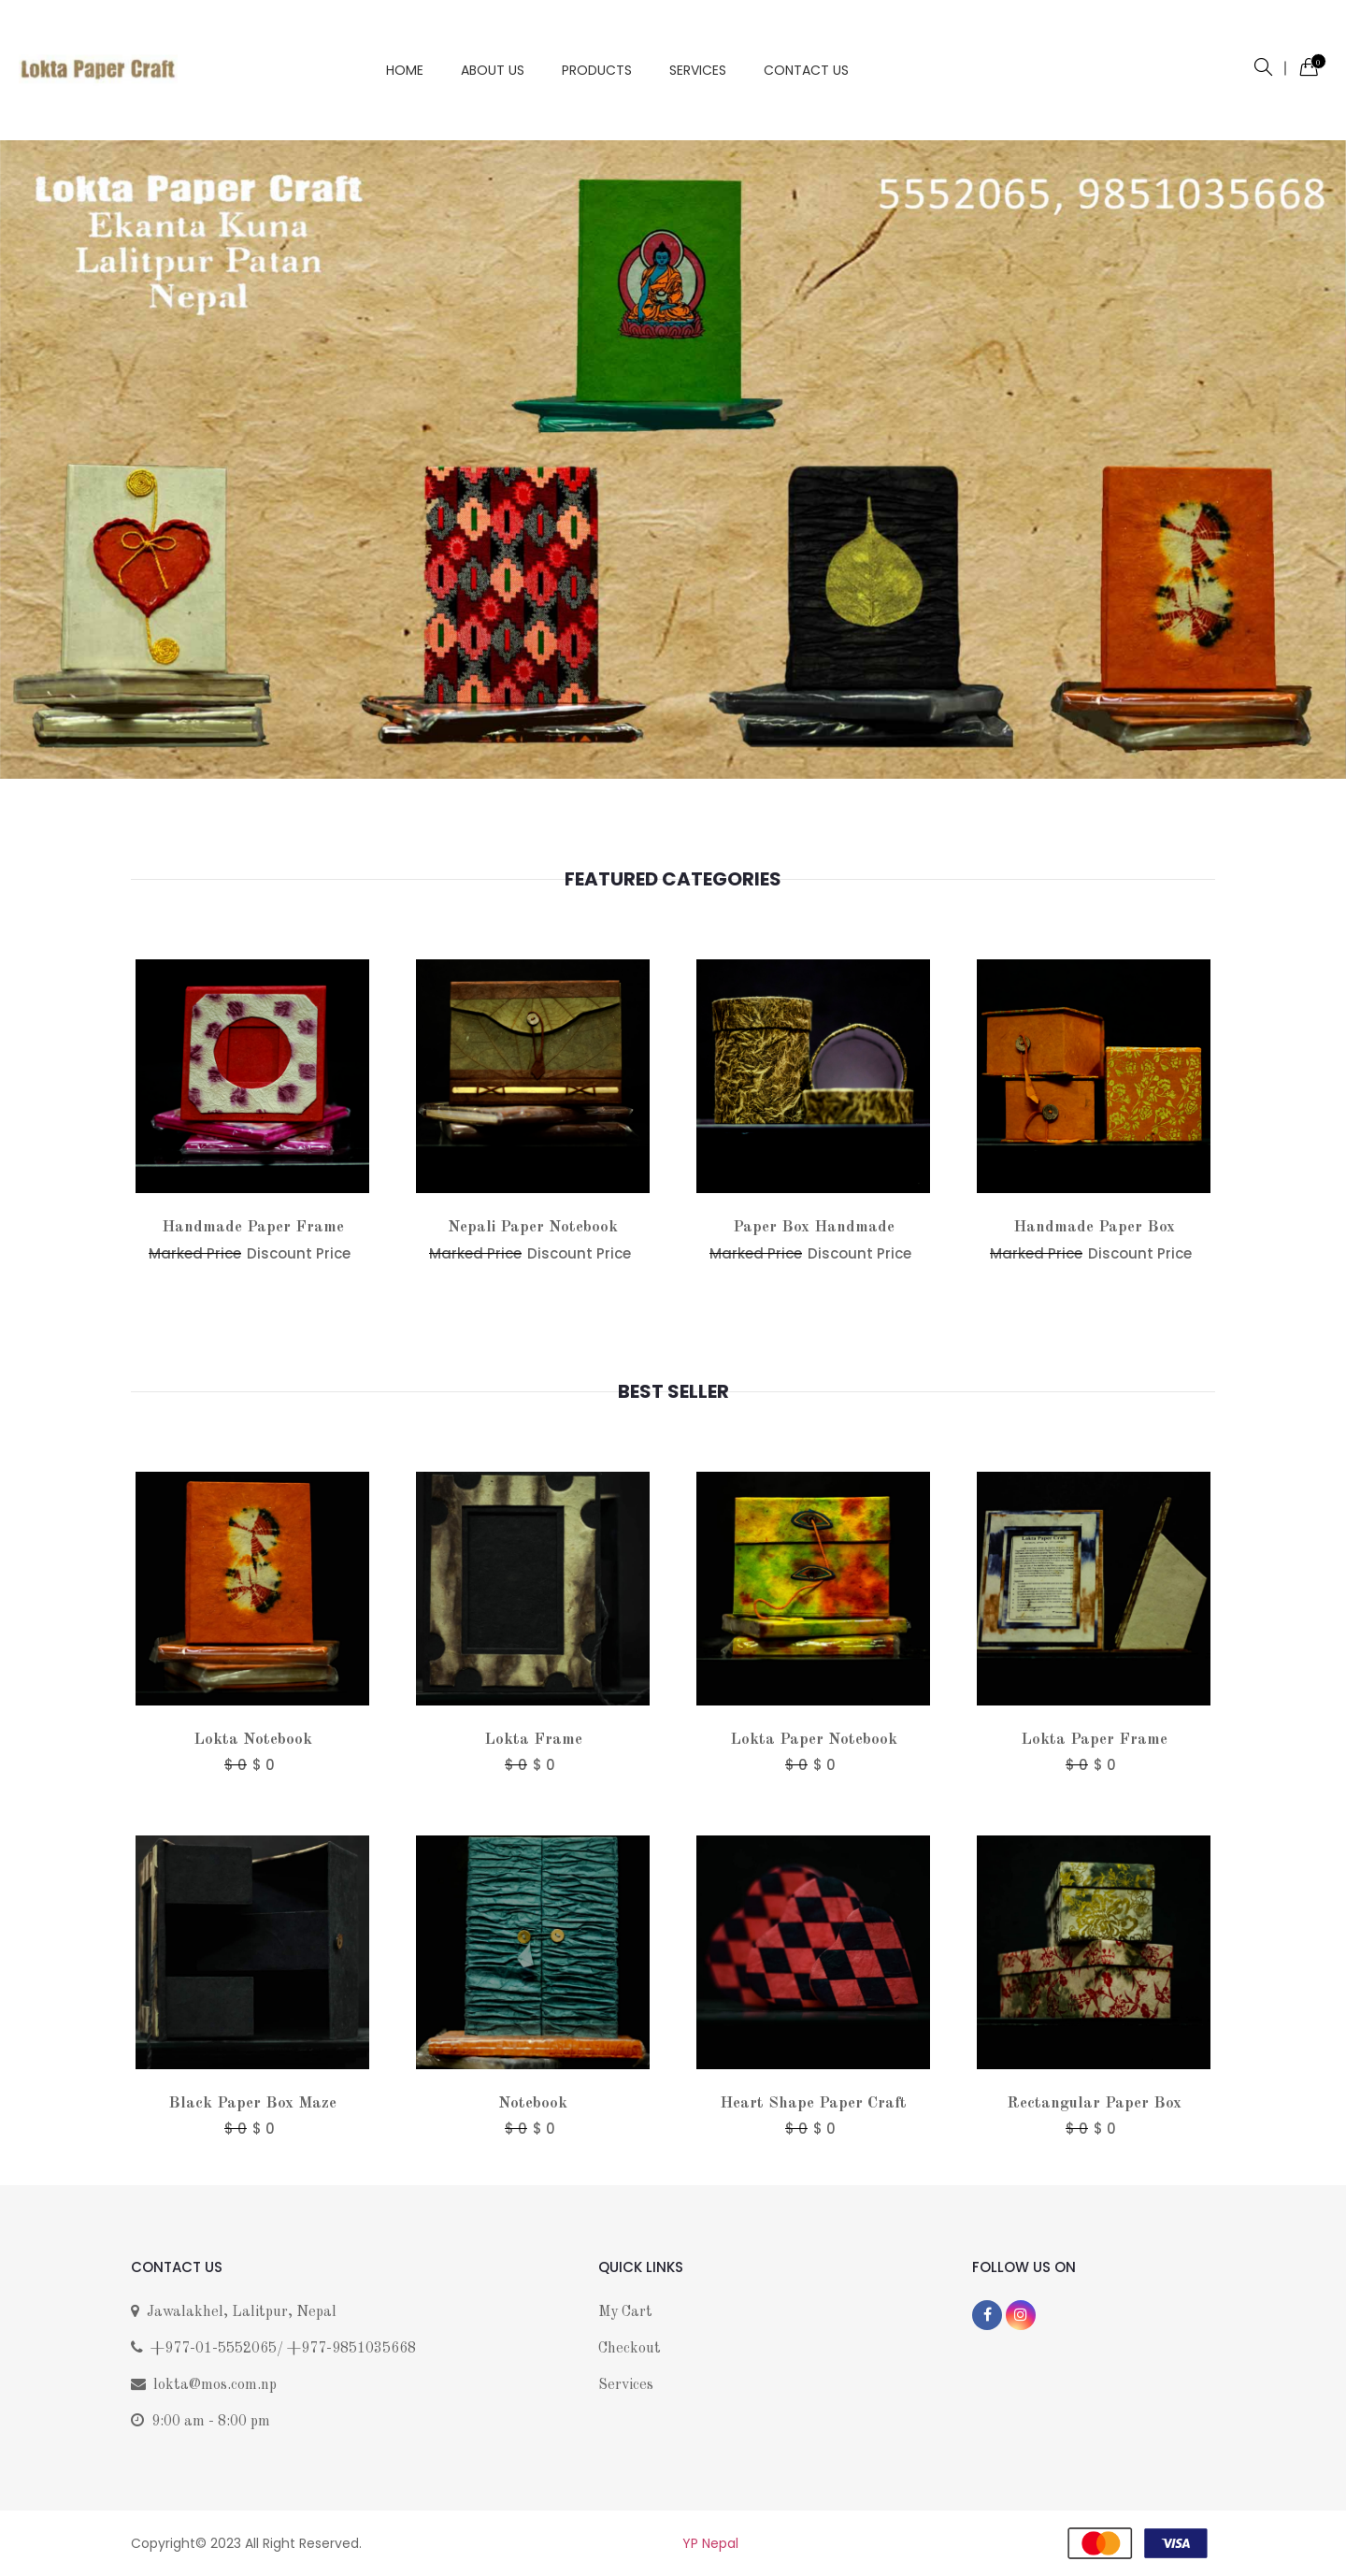 Lokta Paper Craft
HOME ABOUT US PRODUCTS SERVICES CONTACT US
0
Lokta Paper Craft
Ekanta Kuna
Lalitpur Patan
Nepal
5552065, 9851035668
FEATURED CATEGORIES
Handmade Paper Frame
Marked Price Discount Price
Nepali Paper Notebook
Marked Price Discount Price
Paper Box Handmade
Marked Price Discount Price
Handmade Paper Box
Marked Price Discount Price
BEST SELLER
Lokta Paper Craft
Lokta Notebook
$ 0 $ 0
Lokta Frame
$ 0 $ 0
Lokta Paper Notebook
$ 0 $ 0
Lokta Paper Frame
$ 0 $ 0
Black Paper Box Maze
$ 0 $ 0
Notebook
$ 0 $ 0
Heart Shape Paper Craft
$ 0 $ 0
Rectangular Paper Box
$ 0 $ 0
CONTACT US
Jawalakhel, Lalitpur, Nepal
+977-01-5552065/ +977-9851035668
lokta@mos.com.np
9:00 am - 8:00 pm
QUICK LINKS
My Cart
Checkout
Services
FOLLOW US ON
Copyright© 2023 All Right Reserved.
YP Nepal
VISA